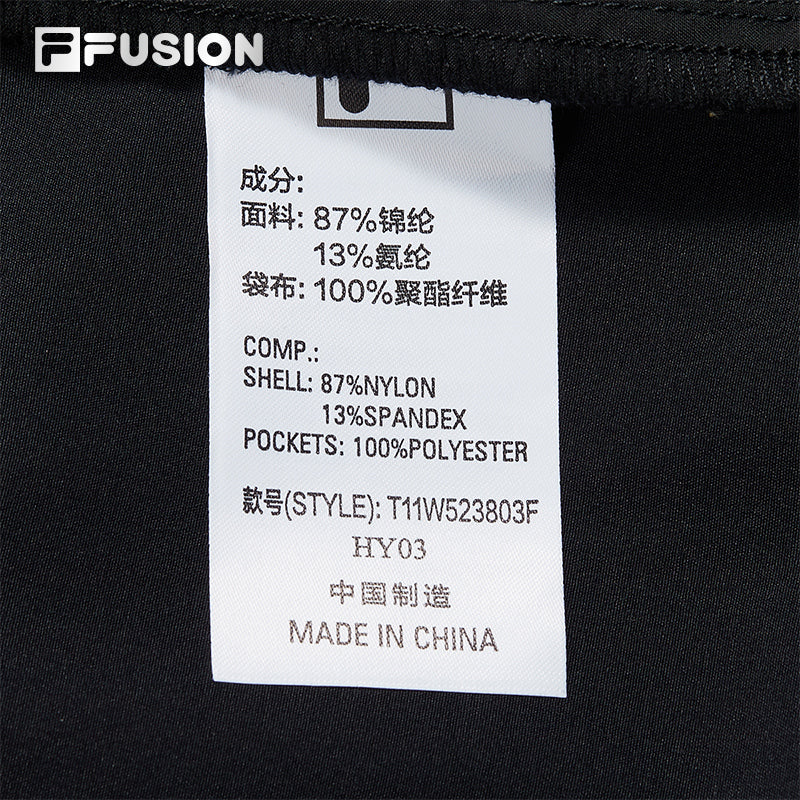 FUSION
成分:
面料: 87%锦纶
13%氨纶
袋布: 100%聚酯纤维
COMP.:
SHELL: 87%NYLON
13%SPANDEX
POCKETS: 100%POLYESTER
款号(STYLE): T11W523803F
HY03
中国制造
MADE IN CHINA